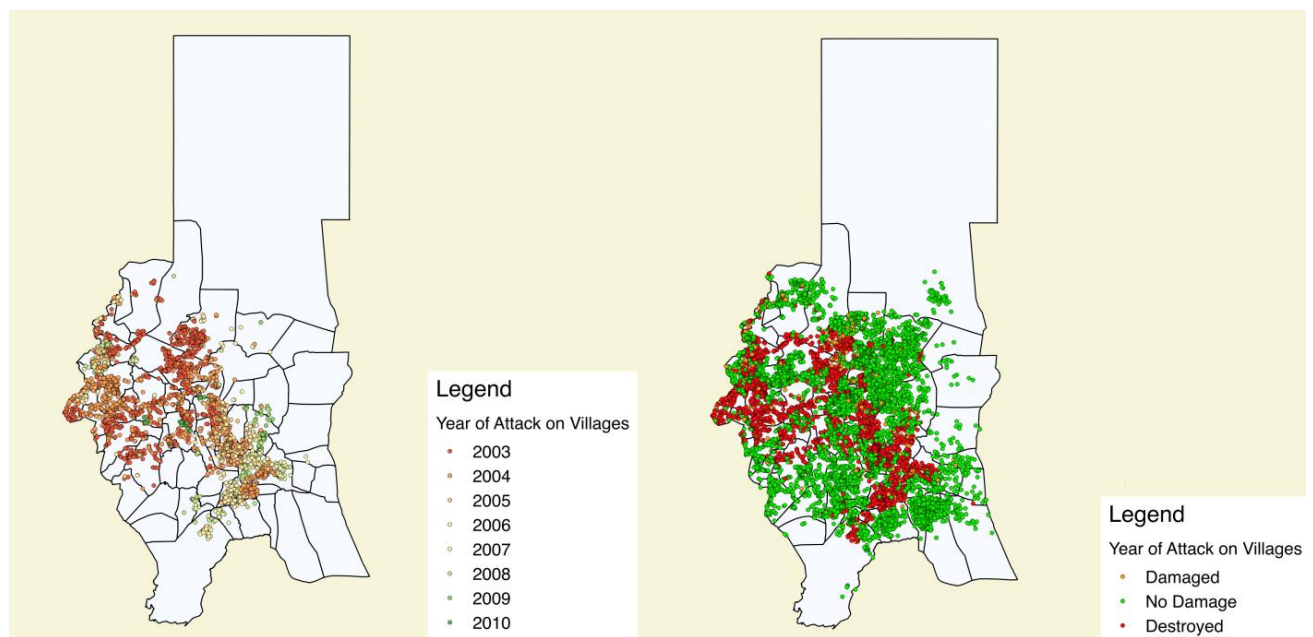 Legend
Year of Attack on Villages
2003
2004
2005
2006
2007
2008
2009
2010
Legend
Year of Attack on Villages
Damaged
No Damage
Destroyed